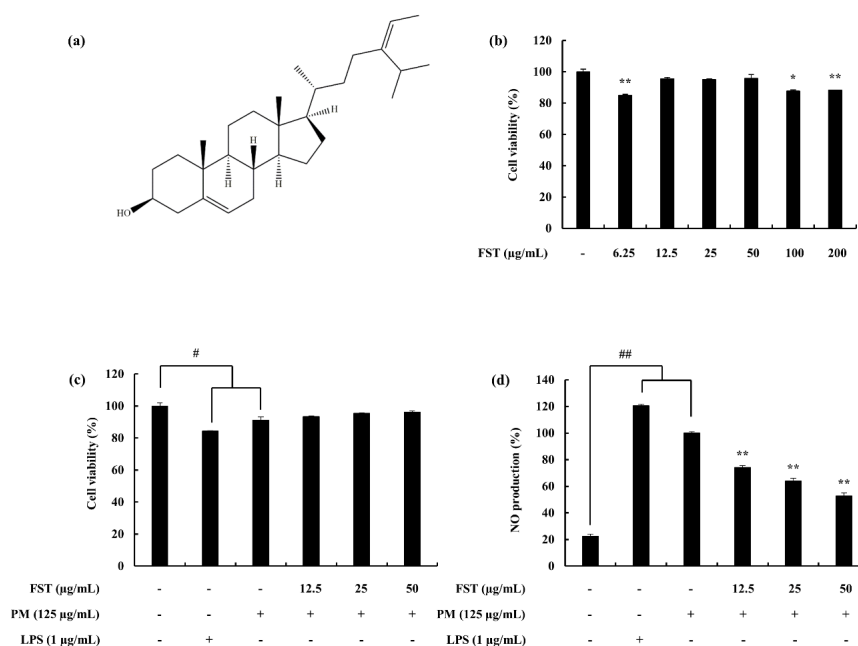 (a)
H
H
H
H
HO
(b)
120
100
80
60
40
20
0
Cell viability (%)
** * **
FST (μg/mL) - 6.25 12.5 25 50 100 200
(c)
#
120
100
80
60
40
20
0
Cell viability (%)
FST (μg/mL) - - - 12.5 25 50
PM (125 μg/mL) - - + + + +
LPS (1 μg/mL) - + - - - -
(d)
##
140
120
100
80
60
40
20
0
NO production (%)
** ** **
FST (μg/mL) - - - 12.5 25 50
PM (125 μg/mL) - - + + + +
LPS (1 μg/mL) - + - - - -